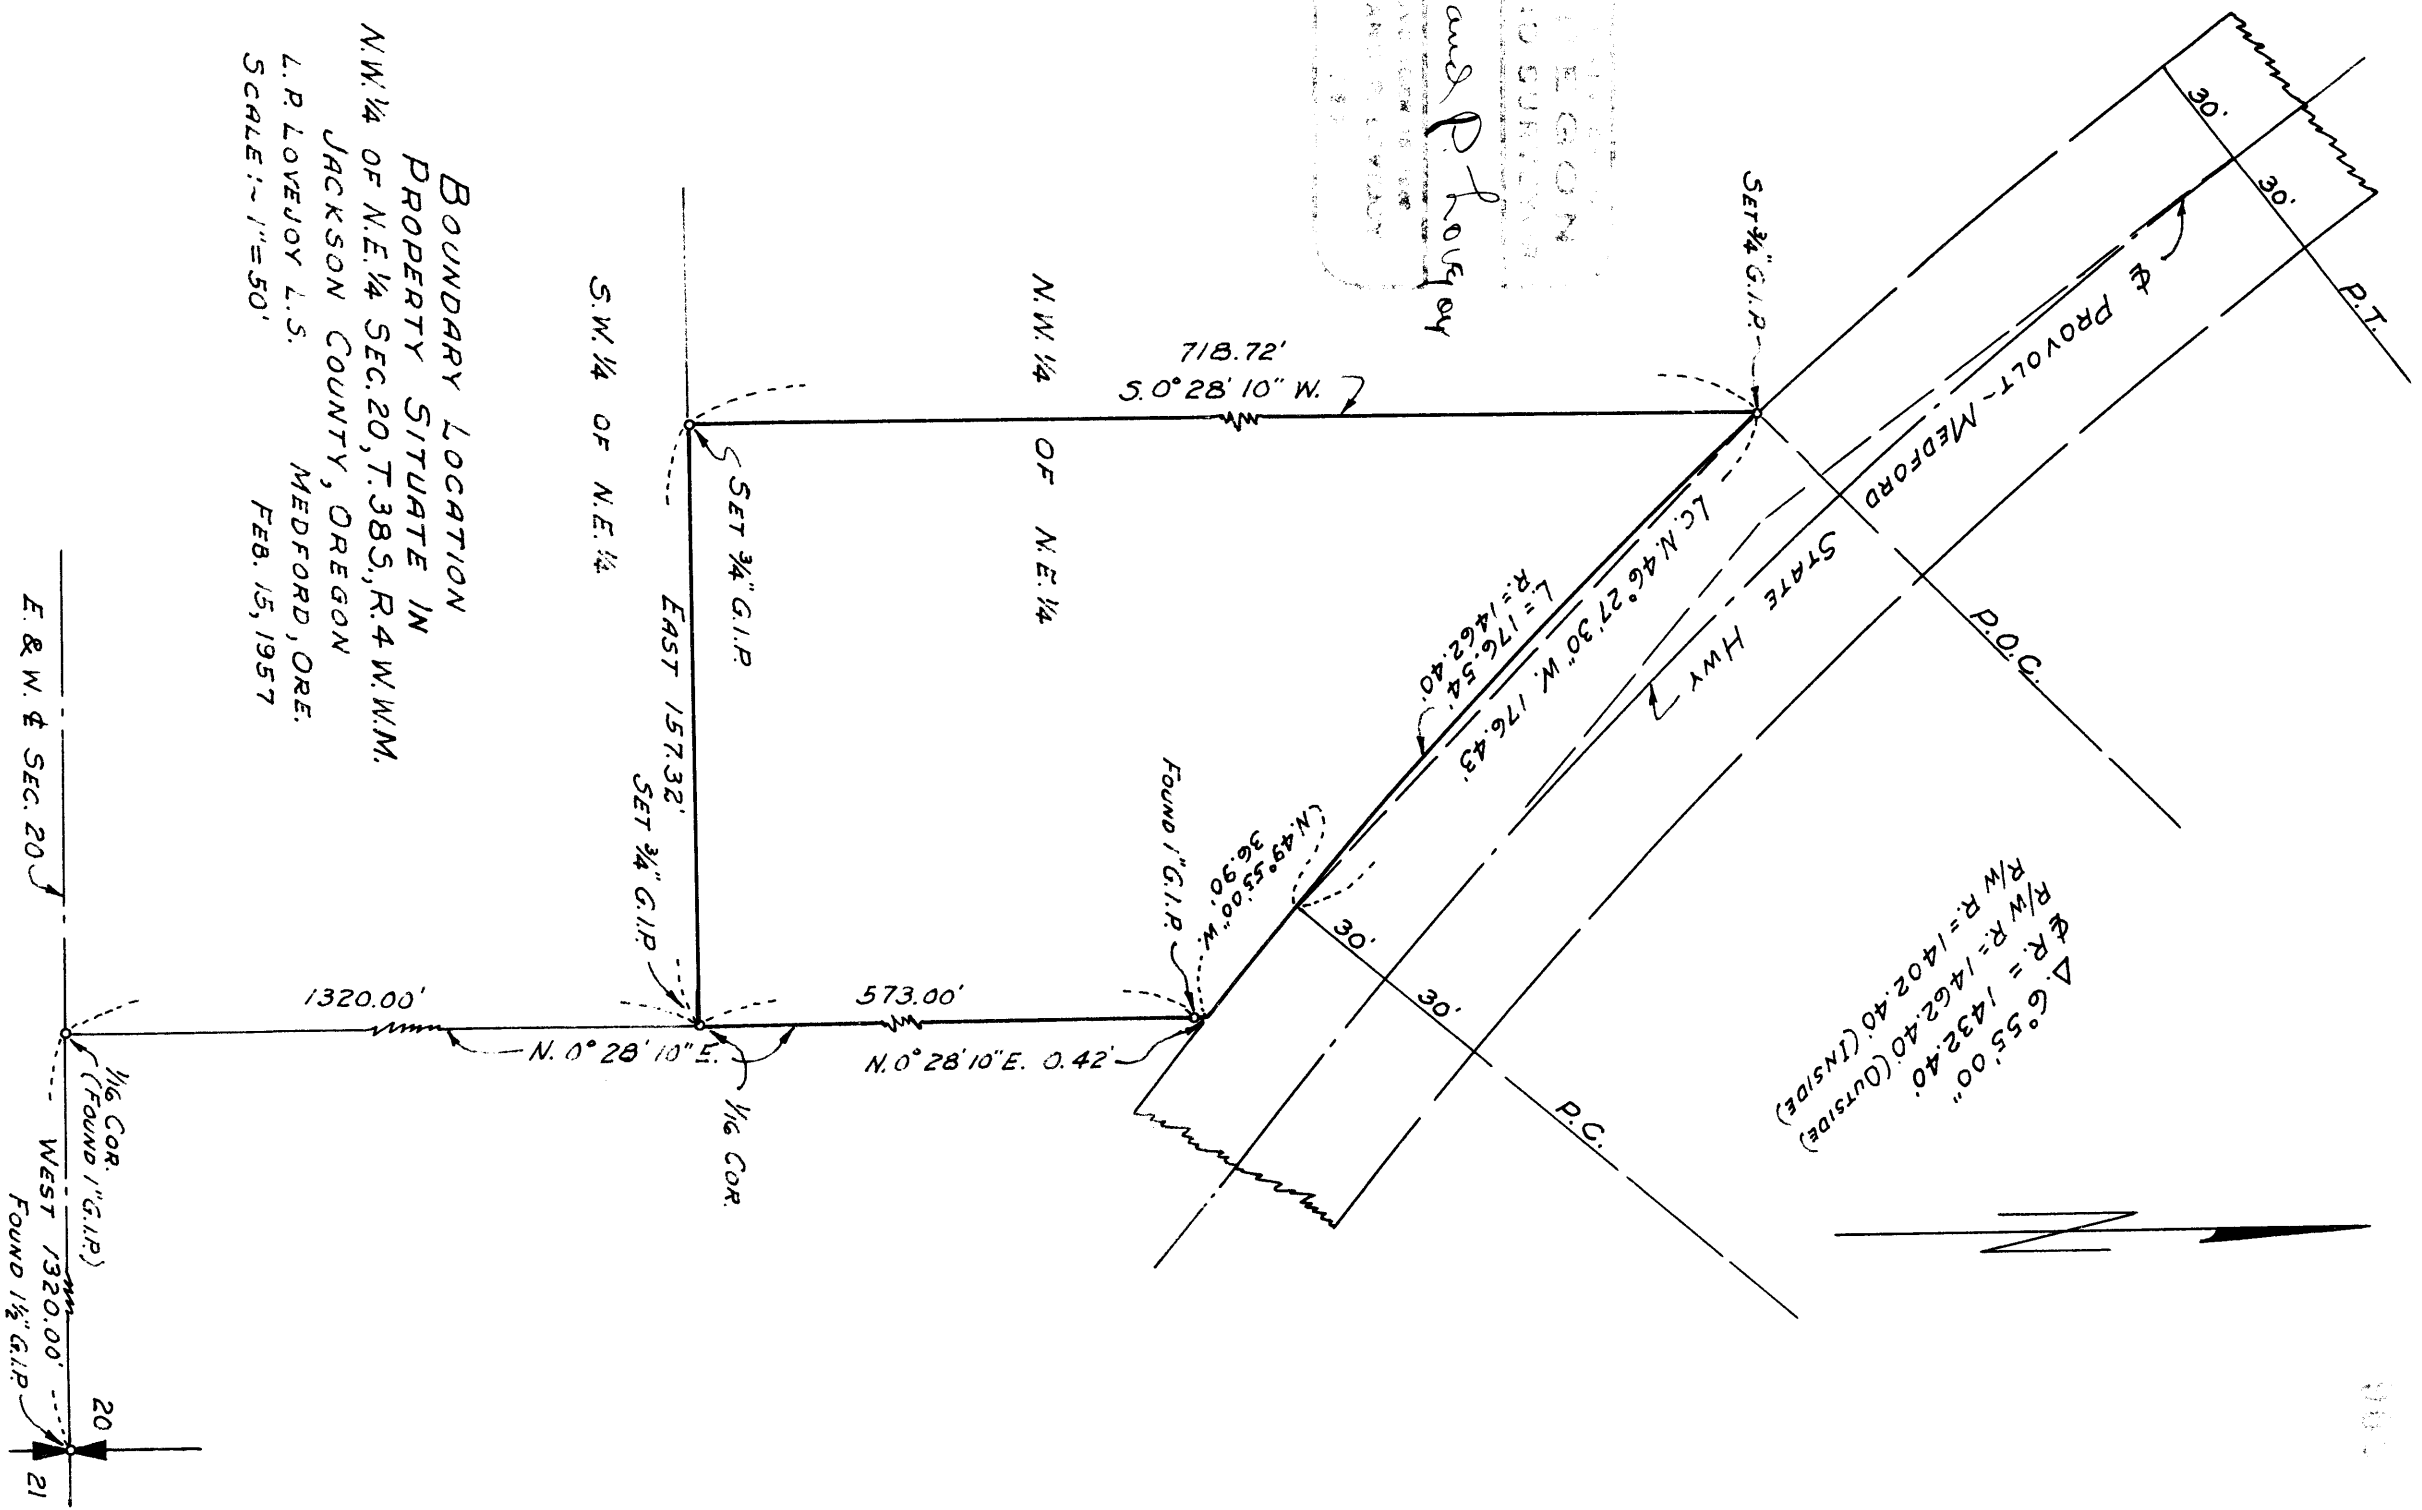 BOUNDARY LOCATION
PROPERTY SITUATE IN
N.W.¼ OF N.E.¼ SEC.20, T.38S., R.4 W. W.M.
JACKSON COUNTY, OREGON
L.P. LOVEJOY L.S. MEDFORD, ORE.
SCALE:~ 1"=50' FEB. 15, 1957
30'
30'
P.T.
℄ PROVOLT-MEDFORD
STATE HWY
P.O.C.
SET ¾" G.I.P.
718.72'
S. 0° 28' 10" W.
N.W.¼ OF N.E.¼
S.W.¼ OF N.E.¼
SET ¾" G.I.P.
EAST 157.32'
SET ¾" G.I.P.
Lc. N.46° 27' 30" W. 176.43'
L.= 176.54'
R.= 1462.40'
N.49° 55' 00" W.
36.90'
FOUND 1" G.I.P.
30'
30'
P.C.
Δ. 6° 55' 00"
℄ R. = 1432.40'
R/W R.= 1462.40' (OUTSIDE)
R/W R.= 1402.40' (INSIDE)
573.00'
N. 0° 28' 10" E. 0.42'
1320.00'
N. 0° 28' 10" E.
1/16 COR.
1/16 COR.
(FOUND 1" G.I.P.)
E. & W. ℄ SEC. 20
WEST 1320.00'
FOUND 1½" G.I.P.
20
21
EGON
P. Lovejoy